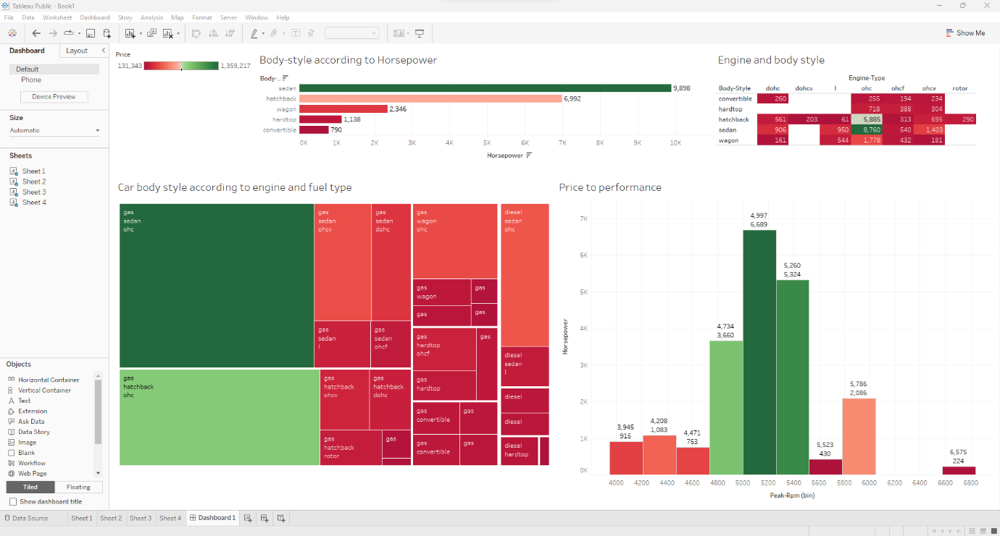 Tableau Public - Book1
File Data Worksheet Dashboard Story Analysis Map Format Server Window Help
Show Me
Dashboard Layout
Default
Phone
Device Preview
Size
Automatic
Sheets
Sheet 1
Sheet 2
Sheet 3
Sheet 4
Objects
Horizontal Container
Vertical Container
A Text
Extension
Ask Data
Data Story
Image
Blank
Workflow
Web Page
Tiled Floating
Show dashboard title
Price
131,343 1,359,217
Body-style according to Horsepower
Body-..
sedan 9,898
hatchback 6,992
wagon 2,346
hardtop 1,138
convertible 790
0K 1K 2K 3K 4K 5K 6K 7K 8K 9K 10K
Horsepower
Engine and body style
Engine-Type
Body-Style dohc dohcv l ohc ohcf ohcv rotor
convertible 260 255 194 234
hardtop 718 388 304
hatchback 561 203 61 5,885 313 695 290
sedan 906 950 8,760 540 1,403
wagon 161 544 1,778 432 181
Car body style according to engine and fuel type
gas
sedan
ohc
gas
sedan
ohcv
gas
sedan
dohc
gas
sedan
l
gas
sedan
ohcf
gas
hatchback
ohc
gas
hatchback
ohcv
gas
hatchback
dohc
gas
hatchback
rotor
gas
gas
wagon
ohc
gas
wagon
gas
gas
gas
gas
hardtop
ohcf
gas
gas
hardtop
gas
convertible
gas
gas
convertible
gas
diesel
sedan
ohc
diesel
sedan
l
diesel
diesel
diesel
hardtop
Price to performance
Horsepower
7K
6K
5K
4K
3K
2K
1K
0K
3,945
915
4,208
1,083
4,471
753
4,734
3,660
4,997
6,689
5,260
5,324
5,523
430
5,786
2,086
6,575
224
4000 4200 4400 4600 4800 5000 5200 5400 5600 5800 6000 6200 6400 6600 6800
Peak-Rpm (bin)
Data Source Sheet 1 Sheet 2 Sheet 3 Sheet 4 Dashboard 1